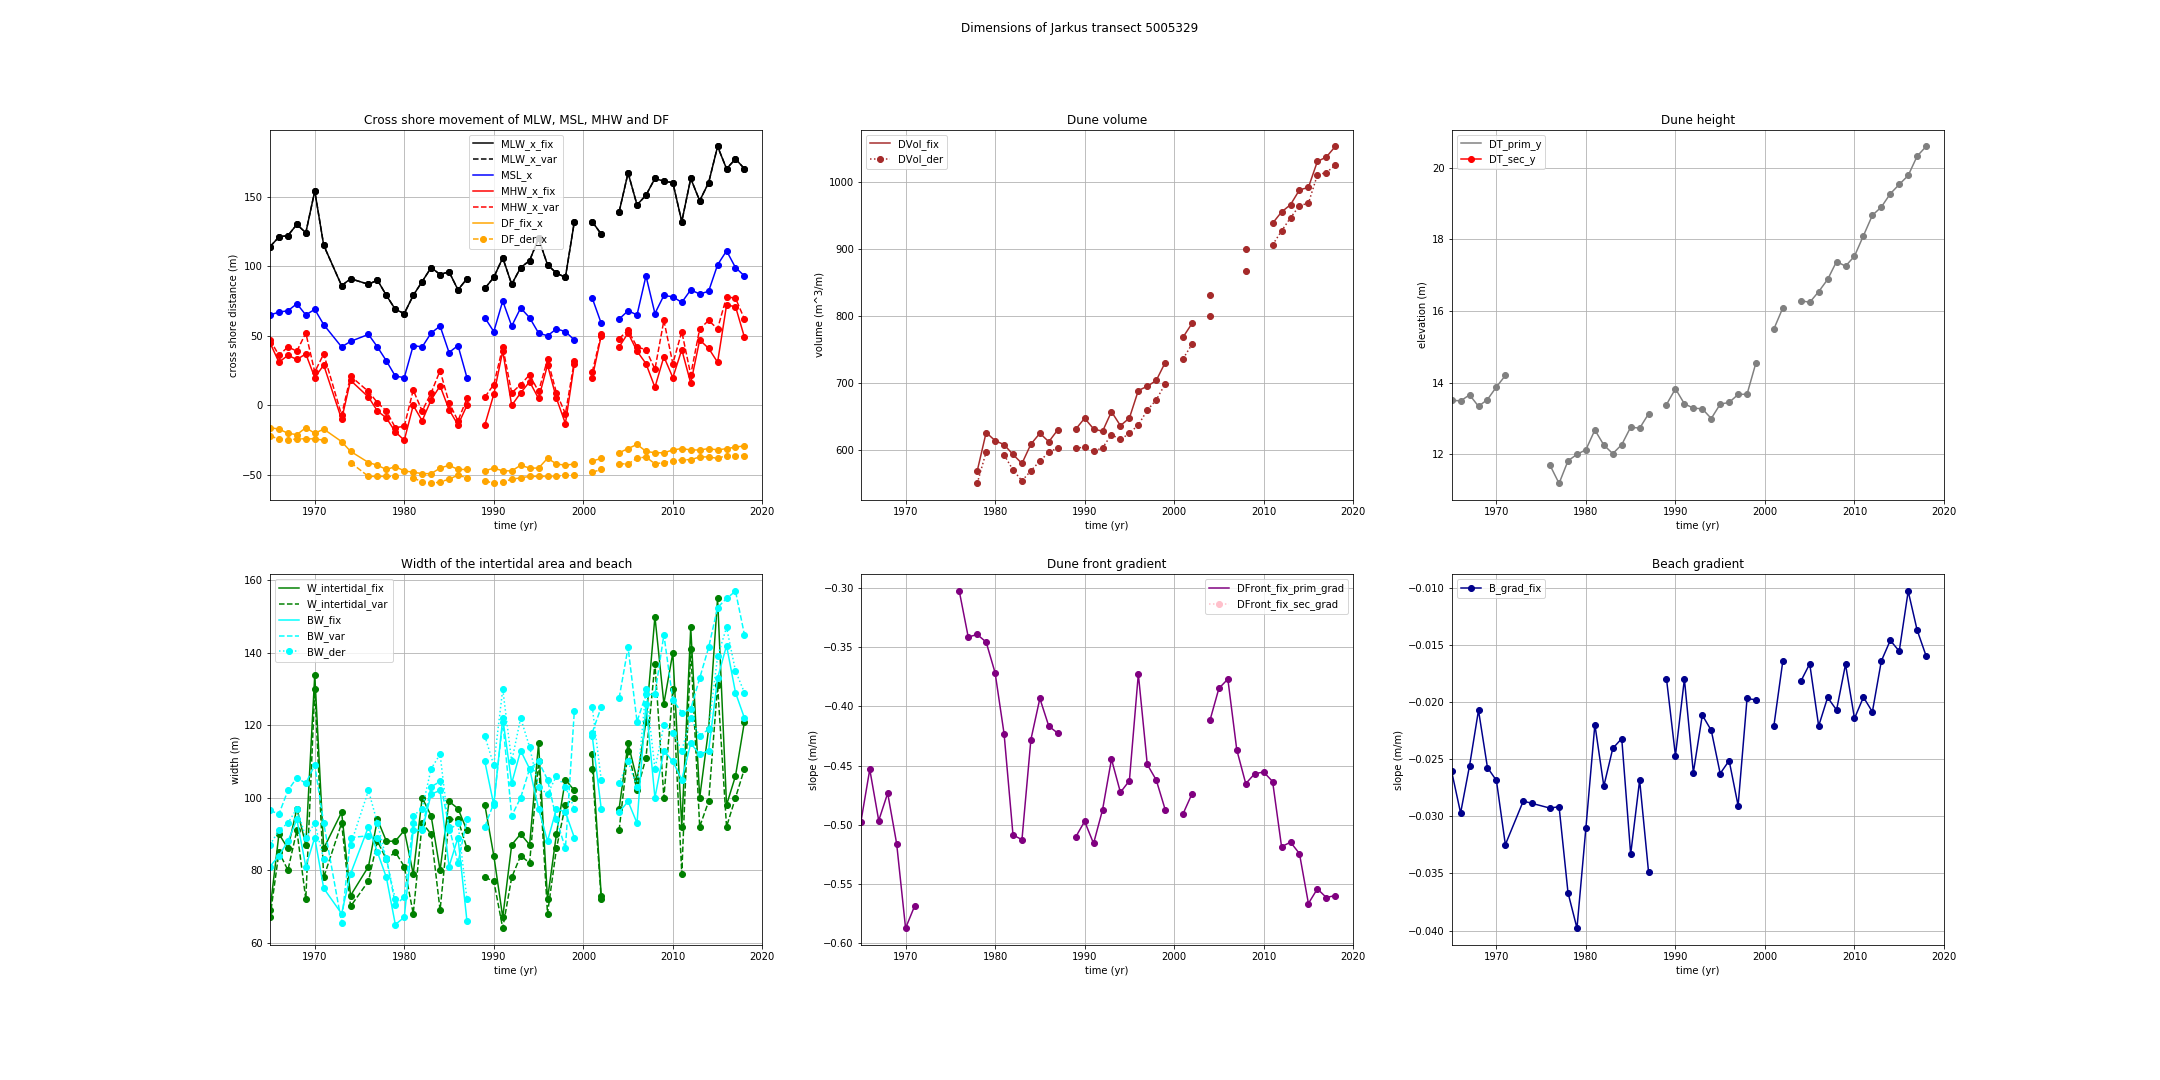 Dimensions of Jarkus transect 5005329
Cross shore movement of MLW, MSL, MHW and DF
cross shore distance (m)
150
100
50
0
−50
MLW_x_fix
MLW_x_var
MSL_x
MHW_x_fix
MHW_x_var
DF_fix_x
DF_der_x
1970 1980 1990 2000 2010 2020
time (yr)
Dune volume
volume (m^3/m)
1000
900
800
700
600
DVol_fix
DVol_der
1970 1980 1990 2000 2010 2020
time (yr)
Dune height
elevation (m)
20
18
16
14
12
DT_prim_y
DT_sec_y
1970 1980 1990 2000 2010 2020
time (yr)
Width of the intertidal area and beach
width (m)
160
140
120
100
80
60
W_intertidal_fix
W_intertidal_var
BW_fix
BW_var
BW_der
1970 1980 1990 2000 2010 2020
time (yr)
Dune front gradient
slope (m/m)
−0.30
−0.35
−0.40
−0.45
−0.50
−0.55
−0.60
DFront_fix_prim_grad
DFront_fix_sec_grad
1970 1980 1990 2000 2010 2020
time (yr)
Beach gradient
slope (m/m)
−0.010
−0.015
−0.020
−0.025
−0.030
−0.035
−0.040
B_grad_fix
1970 1980 1990 2000 2010 2020
time (yr)